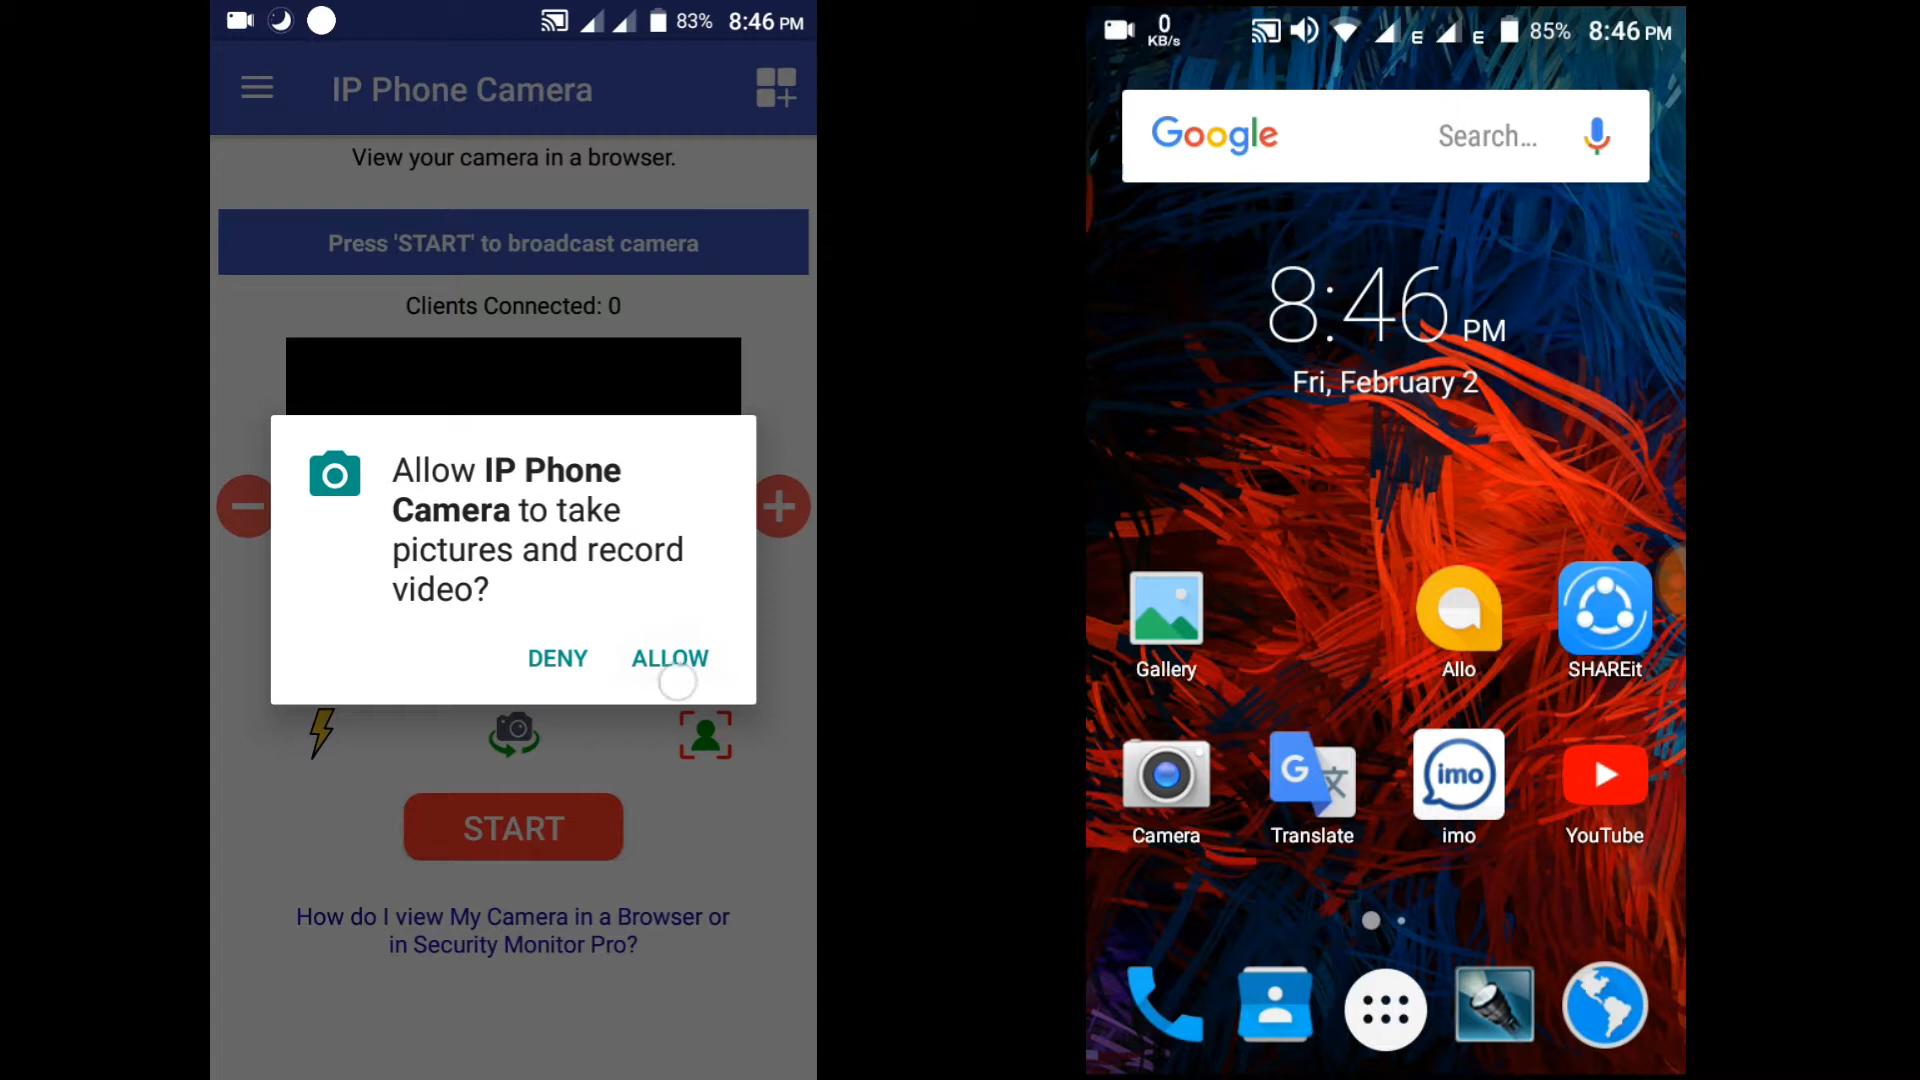 83% 8:46 PM
IP Phone Camera
View your camera in a browser.
Press 'START' to broadcast camera
Clients Connected: 0
Allow IP Phone
Camera to take
pictures and record
video?
DENY ALLOW
START
How do I view My Camera in a Browser or
in Security Monitor Pro?
0
KB/s
E E 85% 8:46 PM
Google Search...
8:46 PM
Fri, February 2
Gallery Allo SHAREit
G
imo
Camera Translate imo YouTube